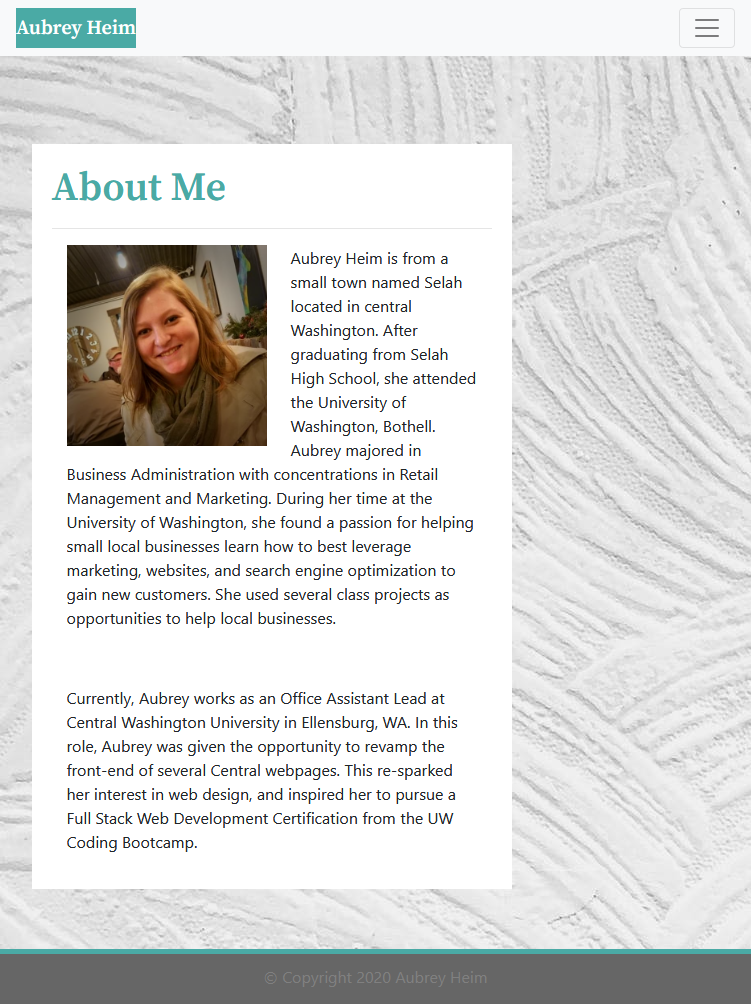 Aubrey Heim
About Me
Aubrey Heim is from a
small town named Selah
located in central
Washington. After
graduating from Selah
High School, she attended
the University of
Washington, Bothell.
Aubrey majored in
Business Administration with concentrations in Retail
Management and Marketing. During her time at the
University of Washington, she found a passion for helping
small local businesses learn how to best leverage
marketing, websites, and search engine optimization to
gain new customers. She used several class projects as
opportunities to help local businesses.
Currently, Aubrey works as an Office Assistant Lead at
Central Washington University in Ellensburg, WA. In this
role, Aubrey was given the opportunity to revamp the
front-end of several Central webpages. This re-sparked
her interest in web design, and inspired her to pursue a
Full Stack Web Development Certification from the UW
Coding Bootcamp.
© Copyright 2020 Aubrey Heim